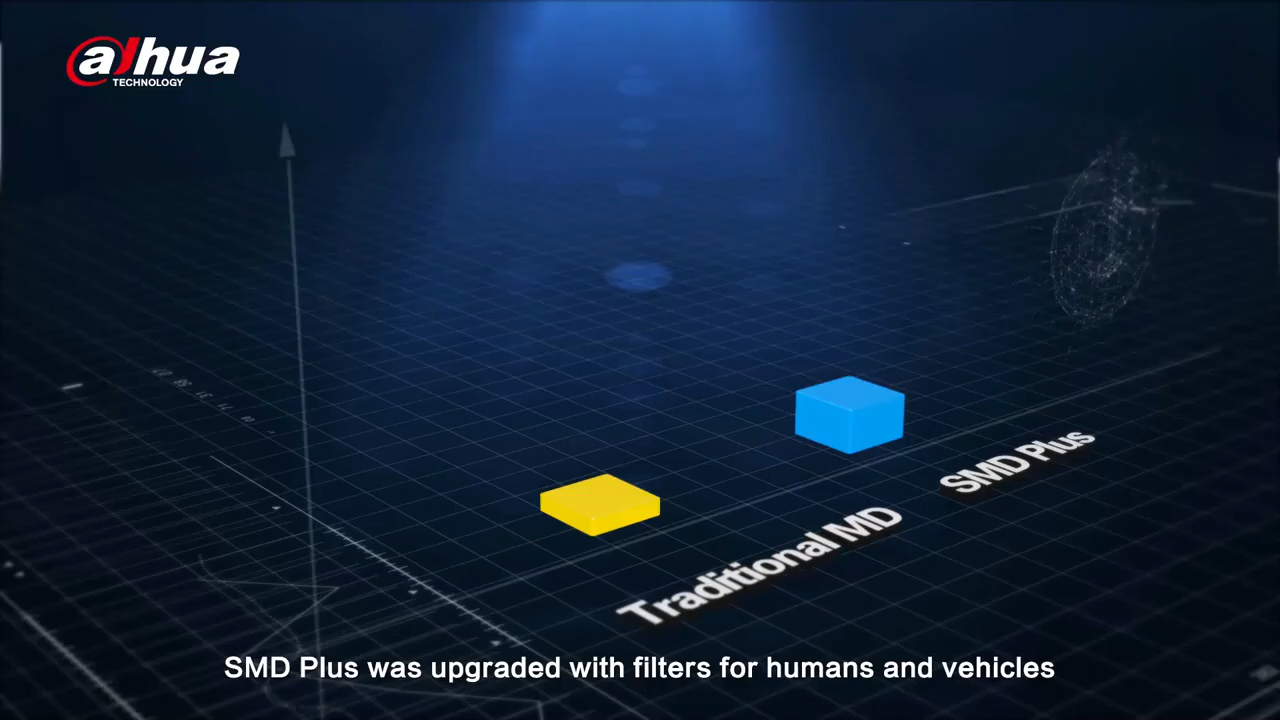 alhua
TECHNOLOGY
SMD Plus
Traditional MD
SMD Plus was upgraded with filters for humans and vehicles